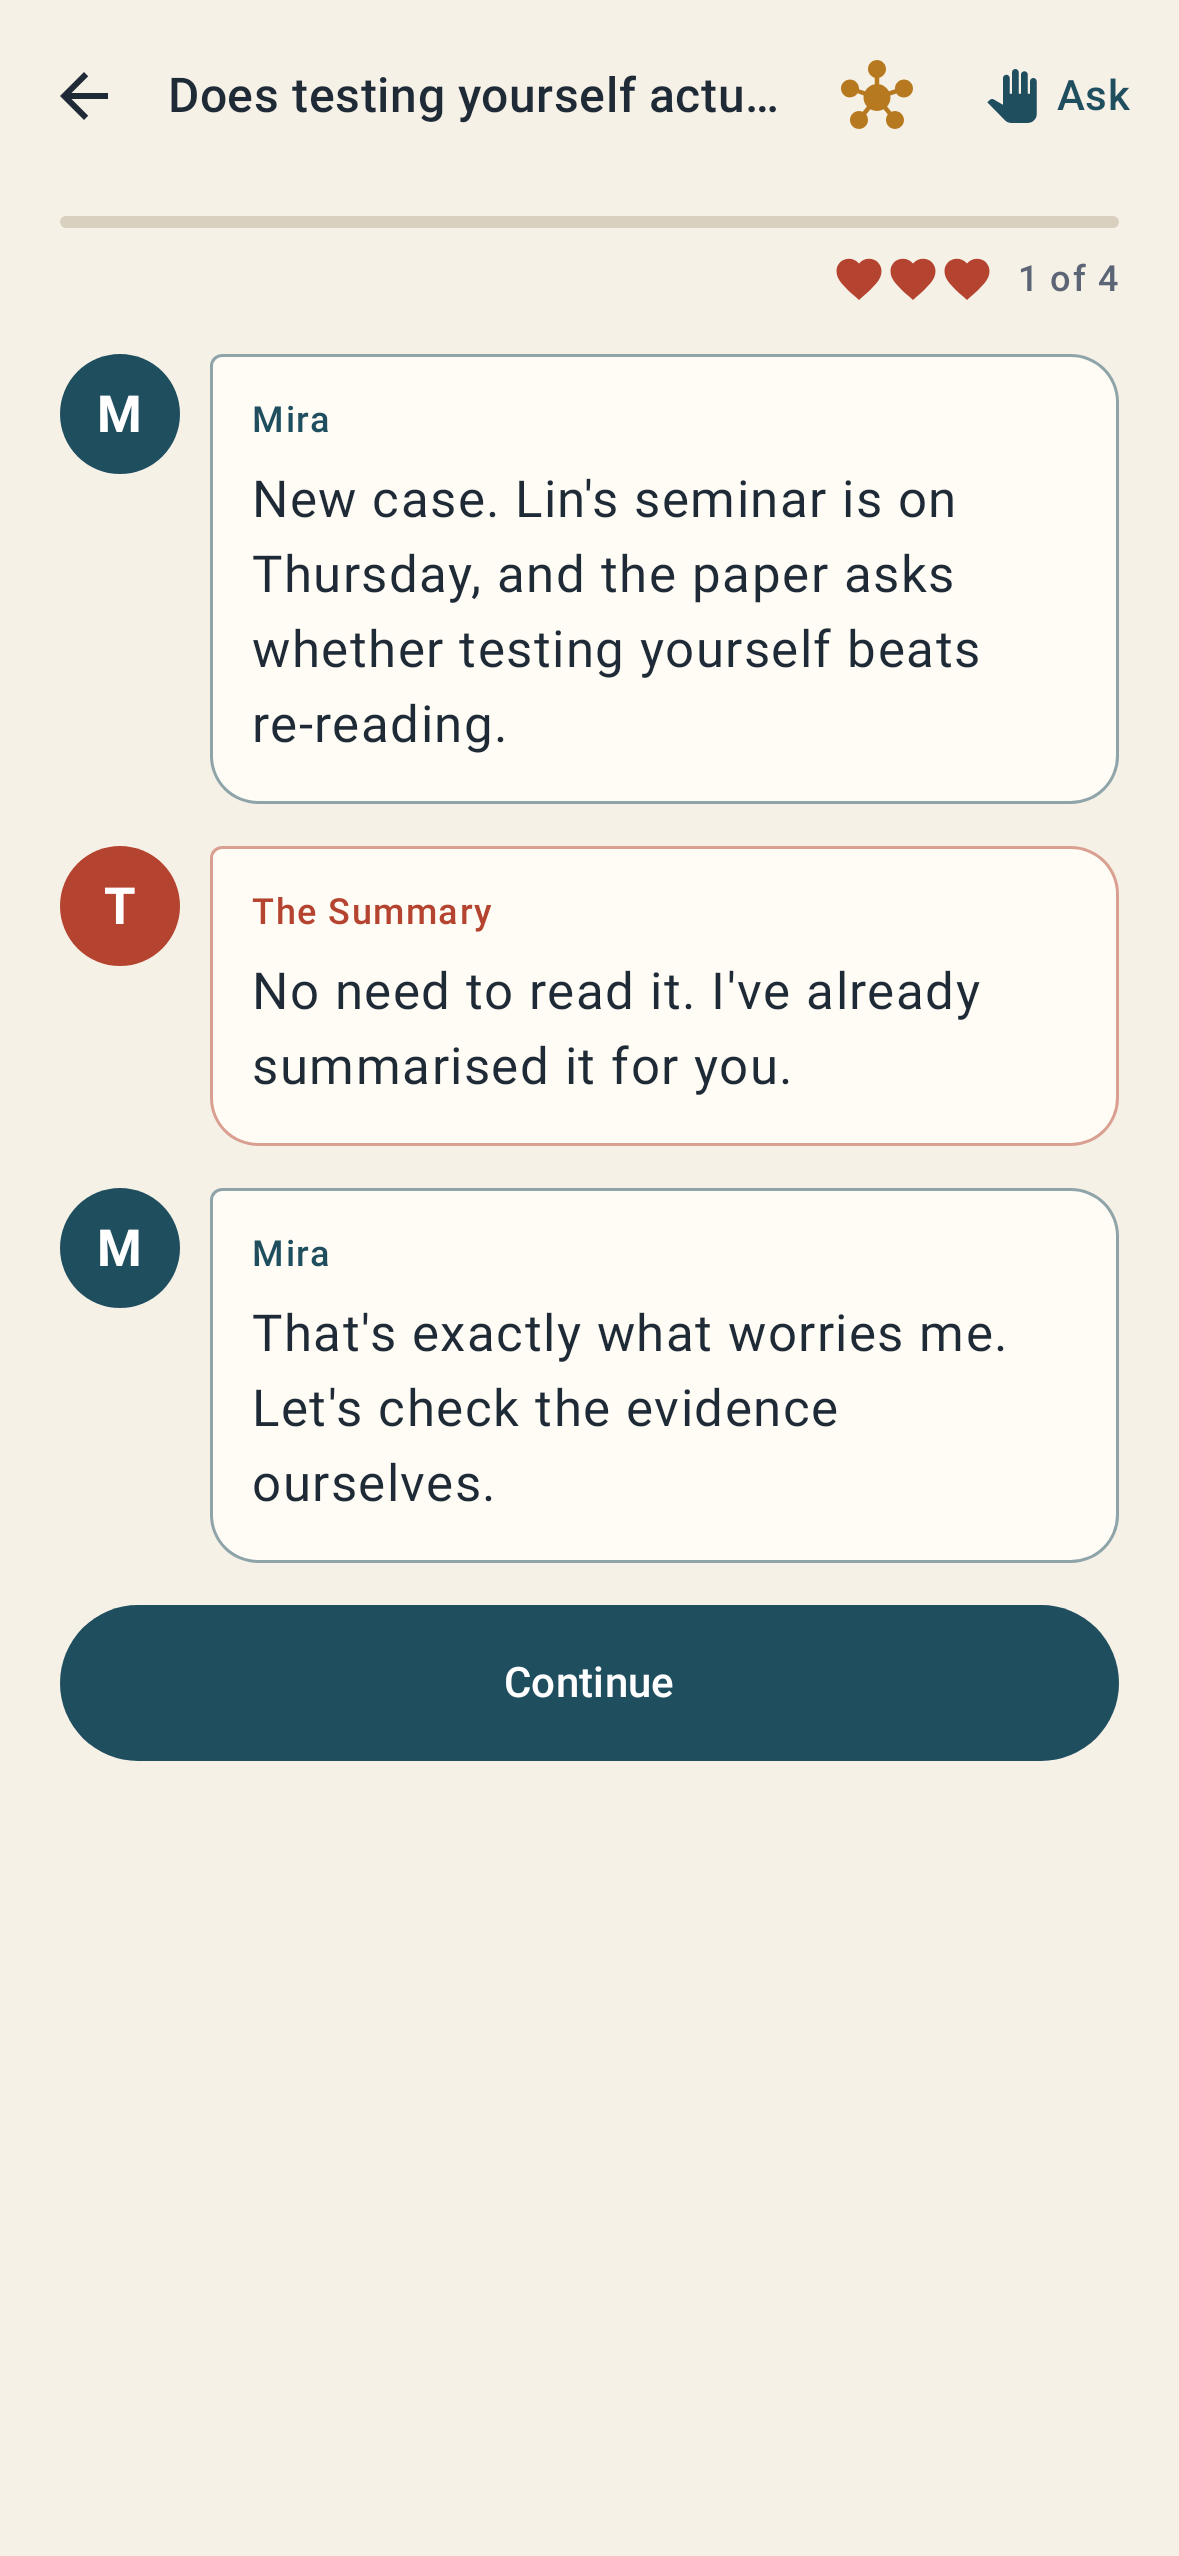 Does testing yourself actu…
Ask
1 of 4
M
Mira
New case. Lin's seminar is on
Thursday, and the paper asks
whether testing yourself beats
re-reading.
T
The Summary
No need to read it. I've already
summarised it for you.
M
Mira
That's exactly what worries me.
Let's check the evidence
ourselves.
Continue